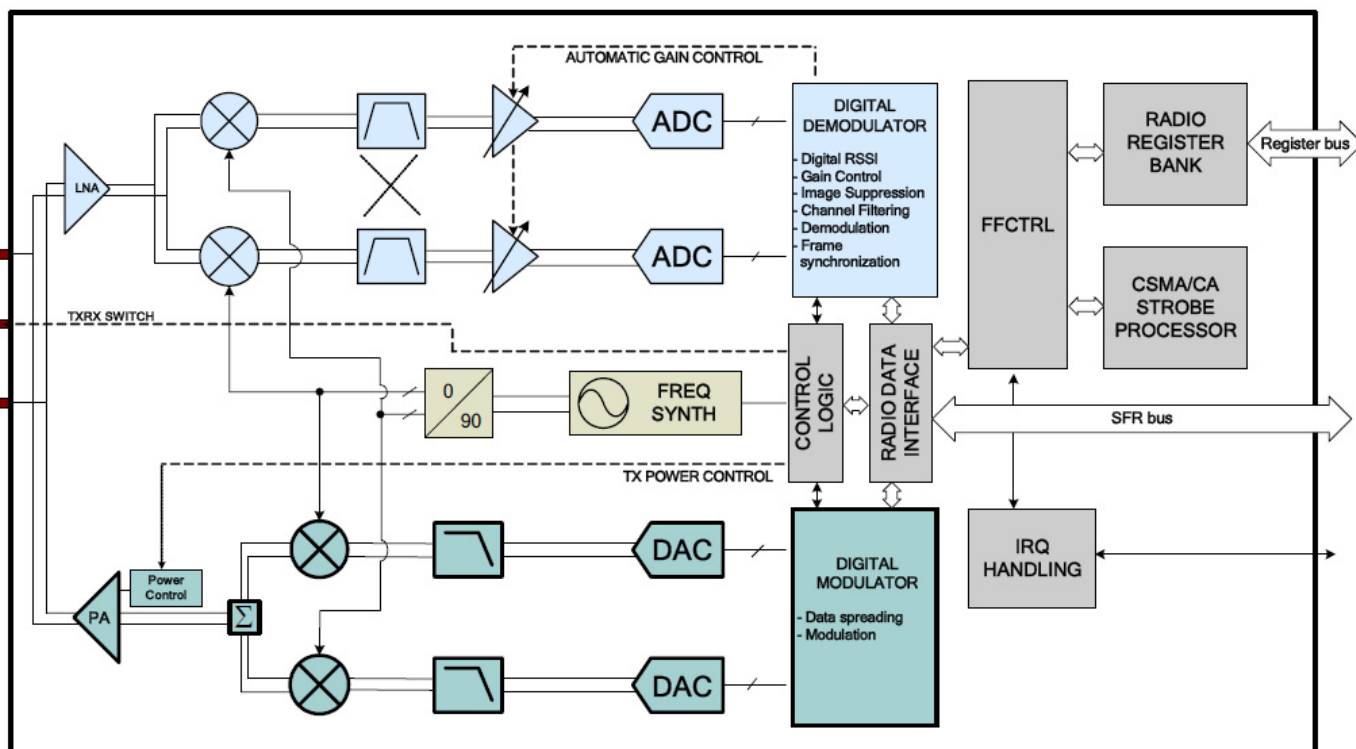 AUTOMATIC GAIN CONTROL
LNA
ADC
ADC
DIGITAL
DEMODULATOR
- Digital RSSI
- Gain Control
- Image Suppression
- Channel Filtering
- Demodulation
- Frame
synchronization
FFCTRL
RADIO
REGISTER
BANK
Register bus
CSMA/CA
STROBE
PROCESSOR
TXRX SWITCH
0
90
FREQ
SYNTH
CONTROL
LOGIC
RADIO DATA
INTERFACE
SFR bus
TX POWER CONTROL
Power
Control
PA
Σ
DAC
DAC
DIGITAL
MODULATOR
- Data spreading
- Modulation
IRQ
HANDLING